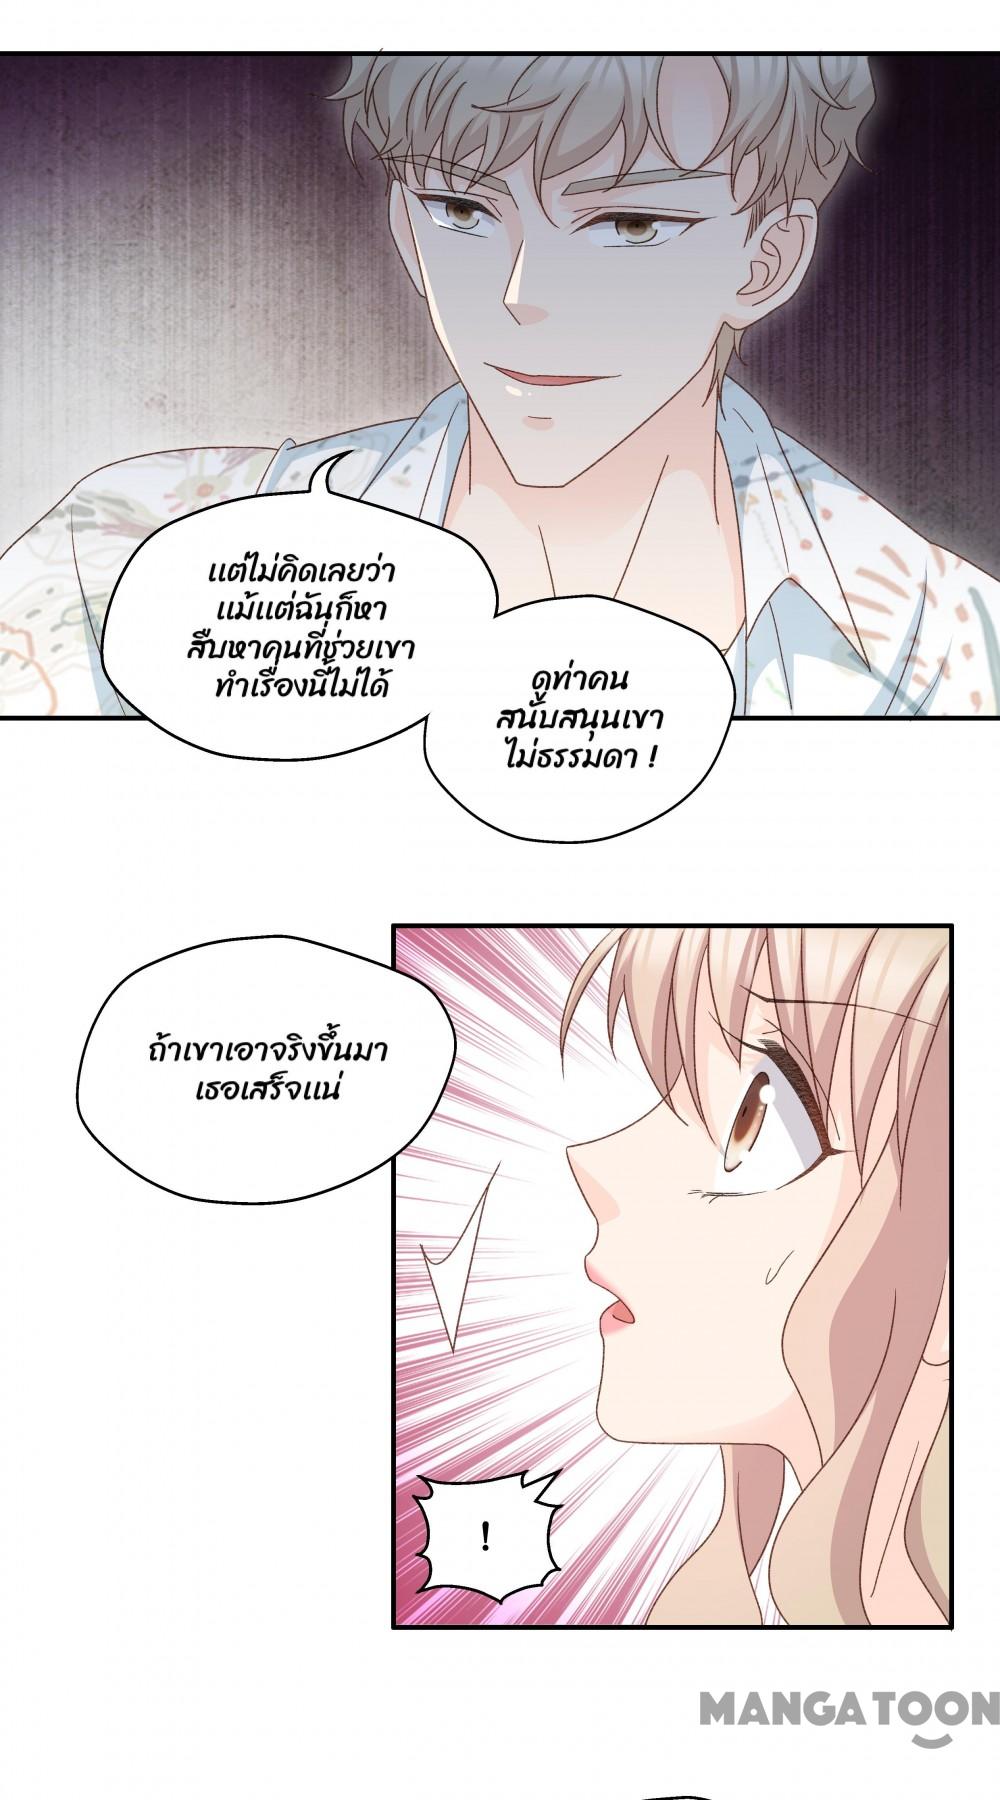 แต่ไม่คิดเลยว่า
แม้แต่ฉันก็หา
สืบหาคนที่ช่วยเขา
ทำเรื่องนี้ไม่ได้
ดูท่าคน
สนับสนุนเขา
ไม่ธรรมดา !
ถ้าเขาเอาจริงขึ้นมา
เธอเสร็จแน่
!
MANGATOON